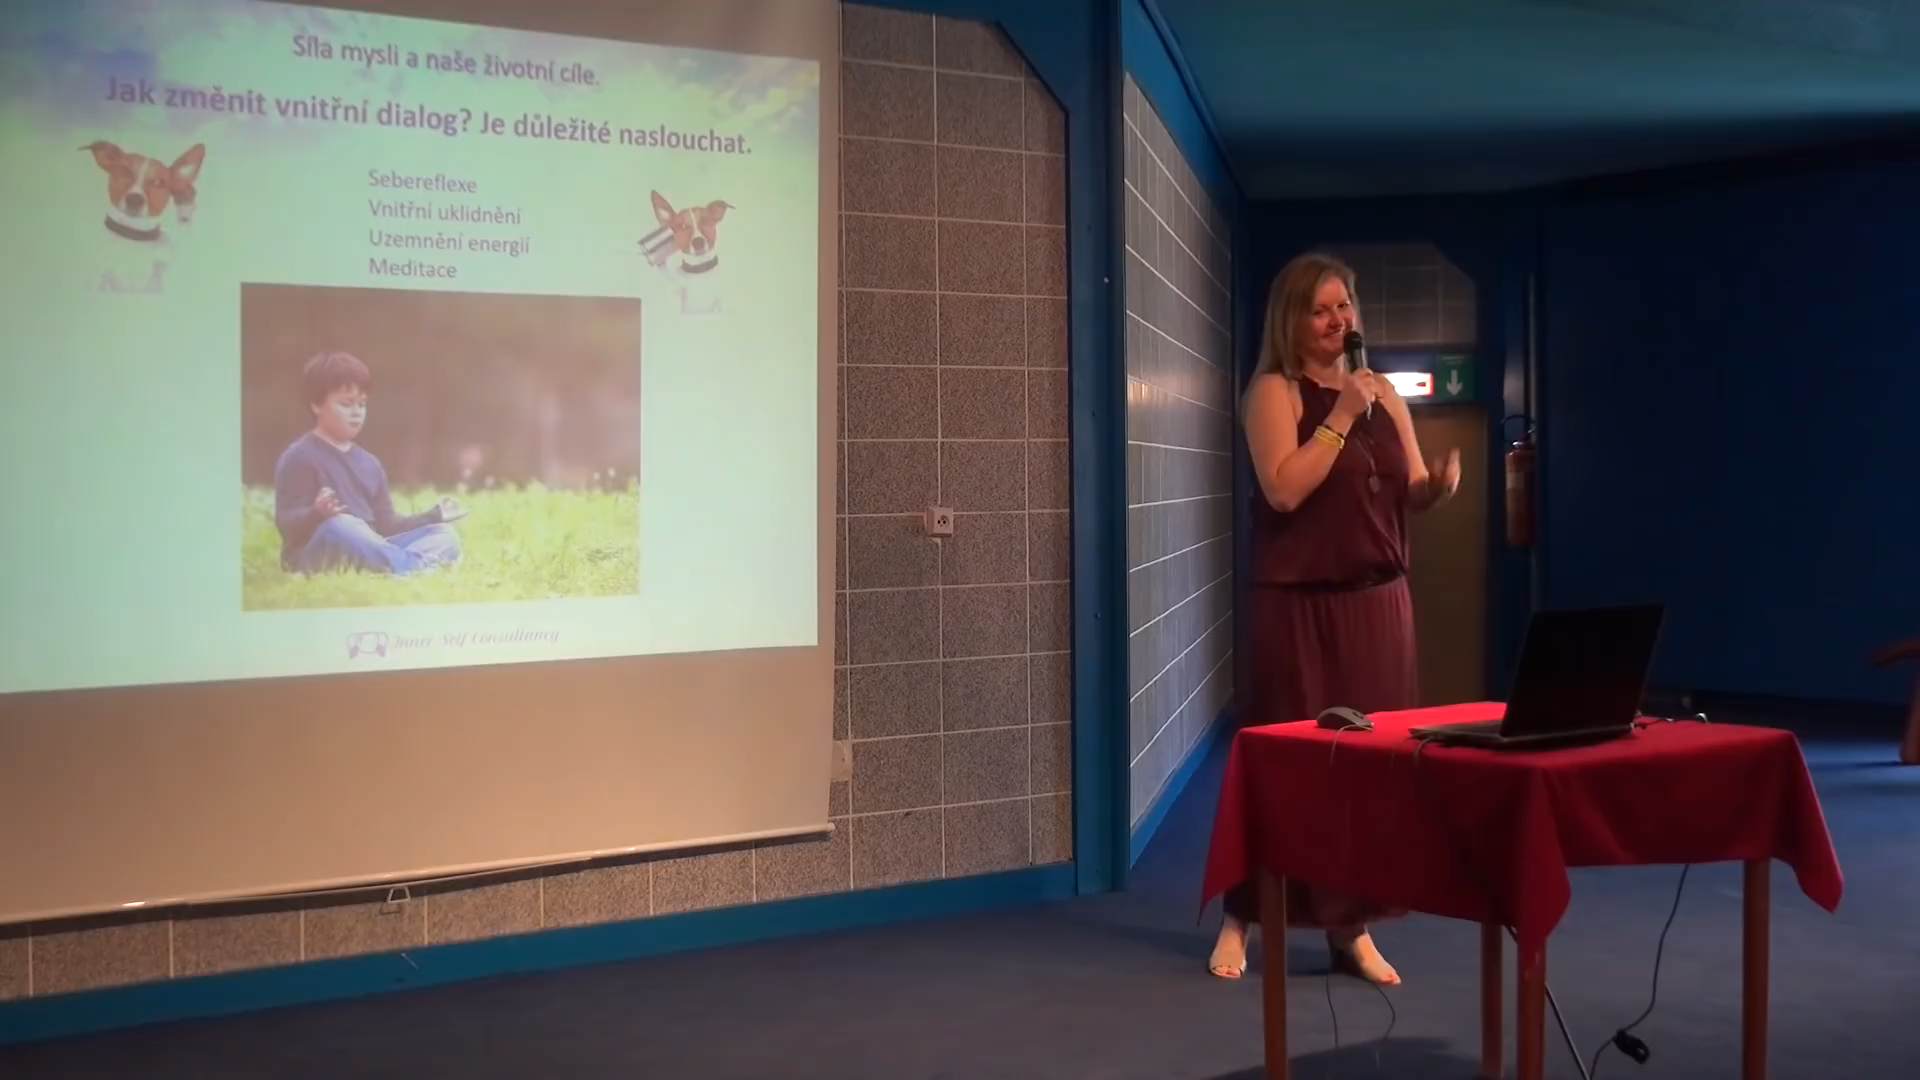 Síla mysli a naše životní cíle.
Jak změnit vnitřní dialog? Je důležité naslouchat.
Sebereflexe
Vnitřní uklidnění
Uzemnění energií
Meditace
Inner Self Consultancy